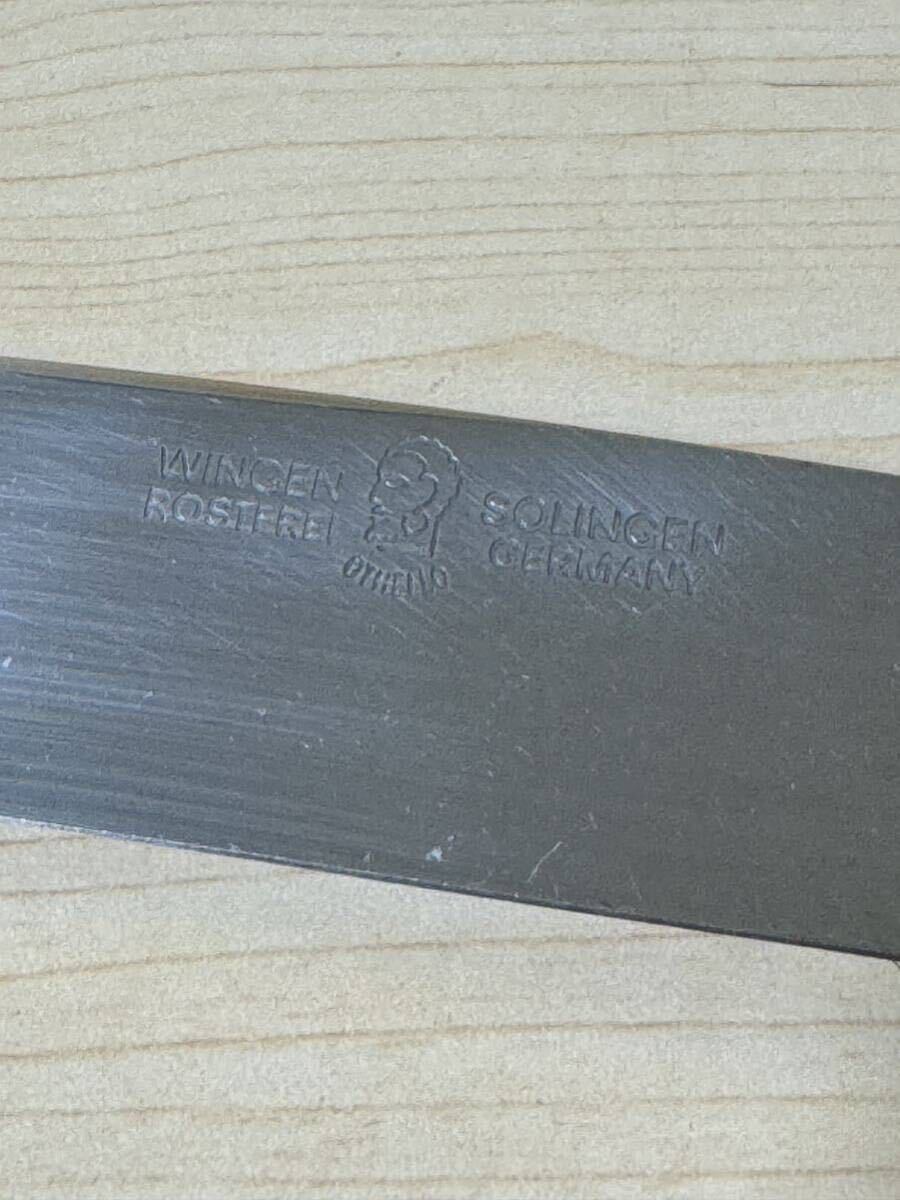 WINGEN
ROSTFREI
OTHELLO
SOLINGEN
GERMANY